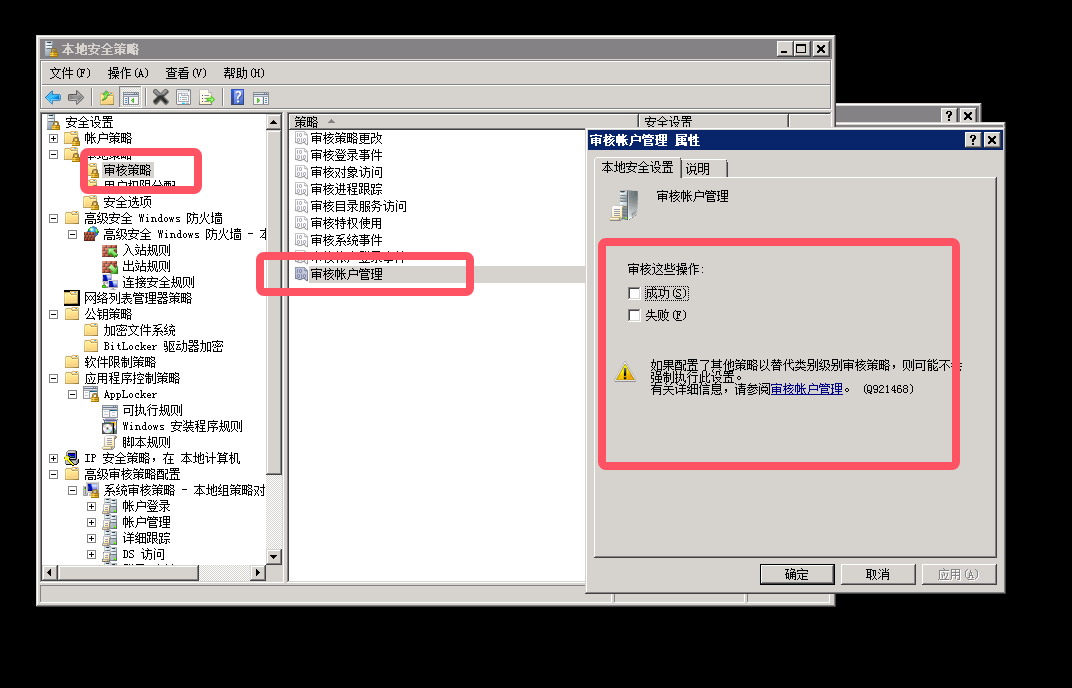 本地安全策略
文件(F) 操作(A) 查看(V) 帮助(H)
安全设置
帐户策略
本地策略
审核策略
用户权限分配
安全选项
高级安全 Windows 防火墙
高级安全 Windows 防火墙 - 本
入站规则
出站规则
连接安全规则
网络列表管理器策略
公钥策略
加密文件系统
BitLocker 驱动器加密
软件限制策略
应用程序控制策略
AppLocker
可执行规则
Windows 安装程序规则
脚本规则
IP 安全策略，在 本地计算机
高级审核策略配置
系统审核策略 - 本地组策略对
帐户登录
帐户管理
详细跟踪
DS 访问
策略
安全设置
审核策略更改
审核登录事件
审核对象访问
审核进程跟踪
审核目录服务访问
审核特权使用
审核系统事件
审核帐户登录事件
审核帐户管理
审核帐户管理 属性
本地安全设置 说明
审核帐户管理
审核这些操作:
成功(S)
失败(F)
如果配置了其他策略以替代类别级别审核策略，则可能不会
强制执行此设置。
有关详细信息，请参阅审核帐户管理。 (Q921468)
确定 取消 应用(A)